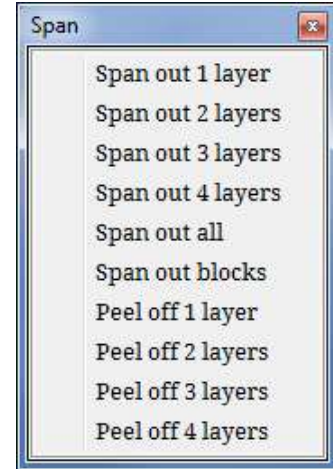 Span
Span out 1 layer
Span out 2 layers
Span out 3 layers
Span out 4 layers
Span out all
Span out blocks
Peel off 1 layer
Peel off 2 layers
Peel off 3 layers
Peel off 4 layers